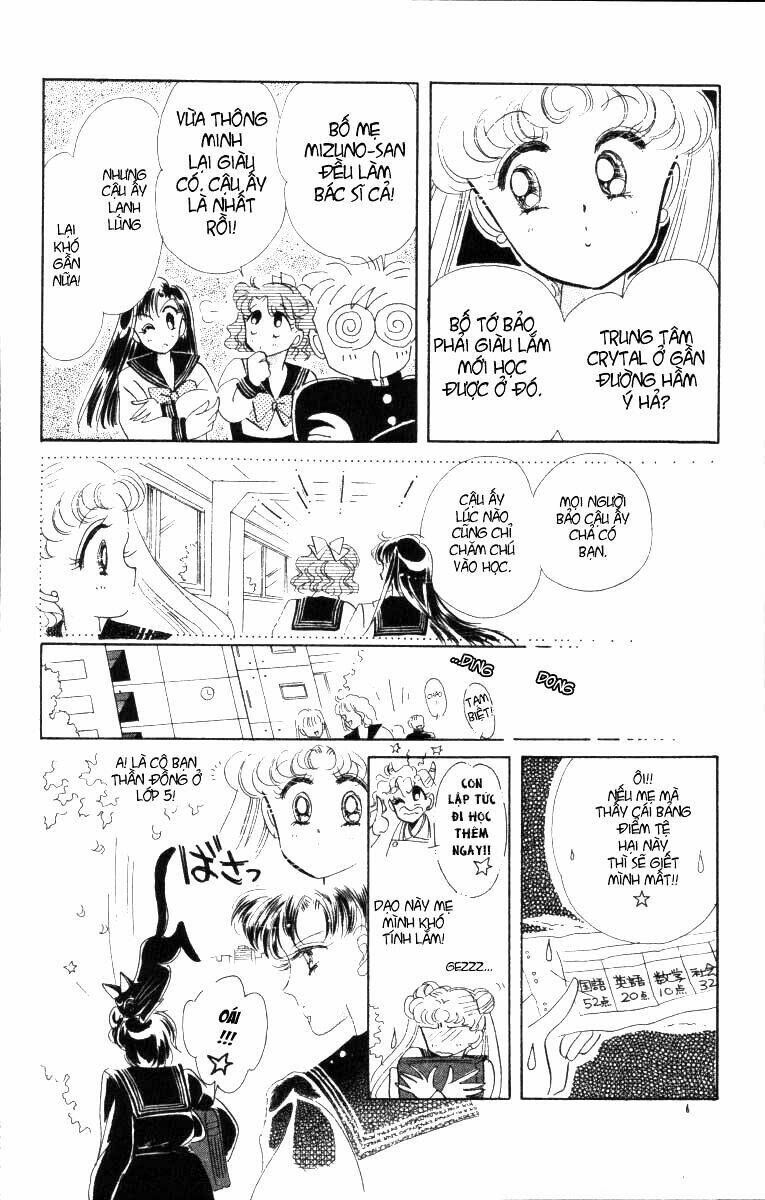 TRUNG TÂM
CRYTAL Ở GẦN
ĐƯỜNG HẦM
Ý HẢ?
BỐ TỚ BẢO
PHẢI GIÀU LẮM
MỚI HỌC
ĐƯỢC Ở ĐÓ.
BỐ MẸ
MIZUNO-SAN
ĐỀU LÀM
BÁC SĨ CẢ!
VỪA THÔNG
MINH
LẠI GIÀU
CÓ. CẬU ẤY
LÀ NHẤT
RỒI!
NHƯNG
CẬU ẤY
LẠNH
LÙNG
LẠI KHÓ
GẦN
NỮA!
MỌI NGƯỜI
BẢO CẬU ẤY
CHẢ CÓ
BẠN.
CẬU ẤY
LÚC NÀO
CŨNG CHỈ
CHĂM CHÚ
VÀO HỌC.
...DING
DONG
TẠM
BIỆT!
CHÀO
ÔI!!
NẾU MẸ MÀ
THẤY CÁI BẢNG
ĐIỂM TỆ
HẠI NÀY
THÌ SẼ GIẾT
MÌNH MẤT!!
国語 英語 数学 社会
52点 20点 10点 32
CON
LẬP TỨC
ĐI HỌC
THÊM
NGAY!!
DẠO NÀY MẸ
MÌNH KHÓ
TÍNH LẮM!
GEZZZ...
A! LÀ CÔ BẠN
THẦN ĐỒNG Ở
LỚP 5!
ばさっ
OÁI
!!!
6